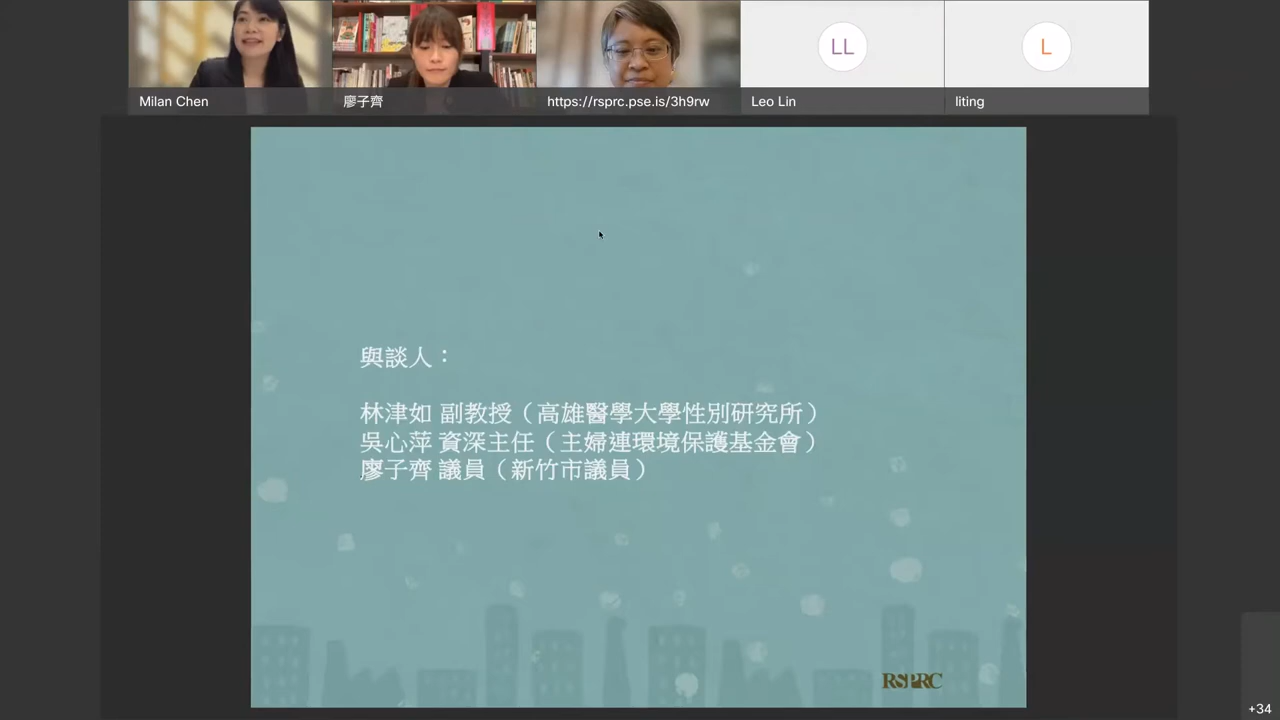 LL
L
Milan Chen
廖子齊
https://rsprc.pse.is/3h9rw
Leo Lin
liting
與談人：
林津如 副教授（高雄醫學大學性別研究所）
吳心萍 資深主任（主婦連環境保護基金會）
廖子齊 議員（新竹市議員）
RSPRC
+34